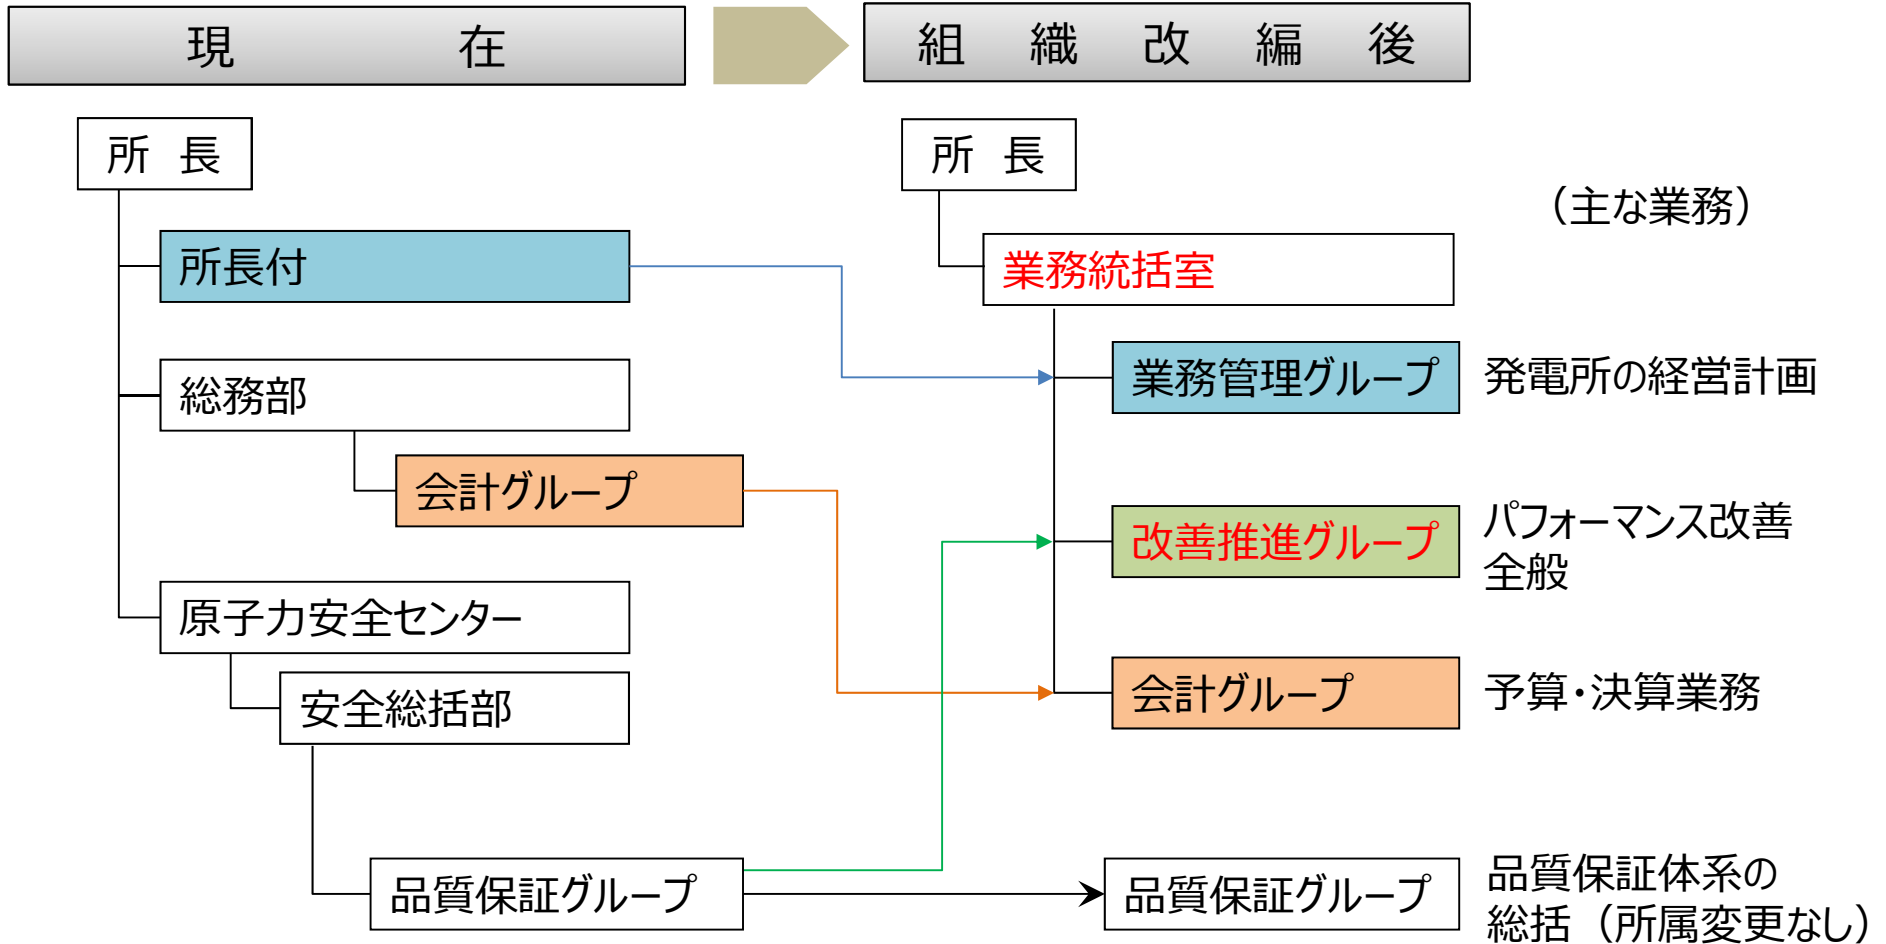 現在
組織改編後
所長
所長付
総務部
会計グループ
原子力安全センター
安全総括部
品質保証グループ
所長
（主な業務）
業務統括室
業務管理グループ
発電所の経営計画
改善推進グループ
パフォーマンス改善
全般
会計グループ
予算・決算業務
品質保証グループ
品質保証体系の
総括（所属変更なし）